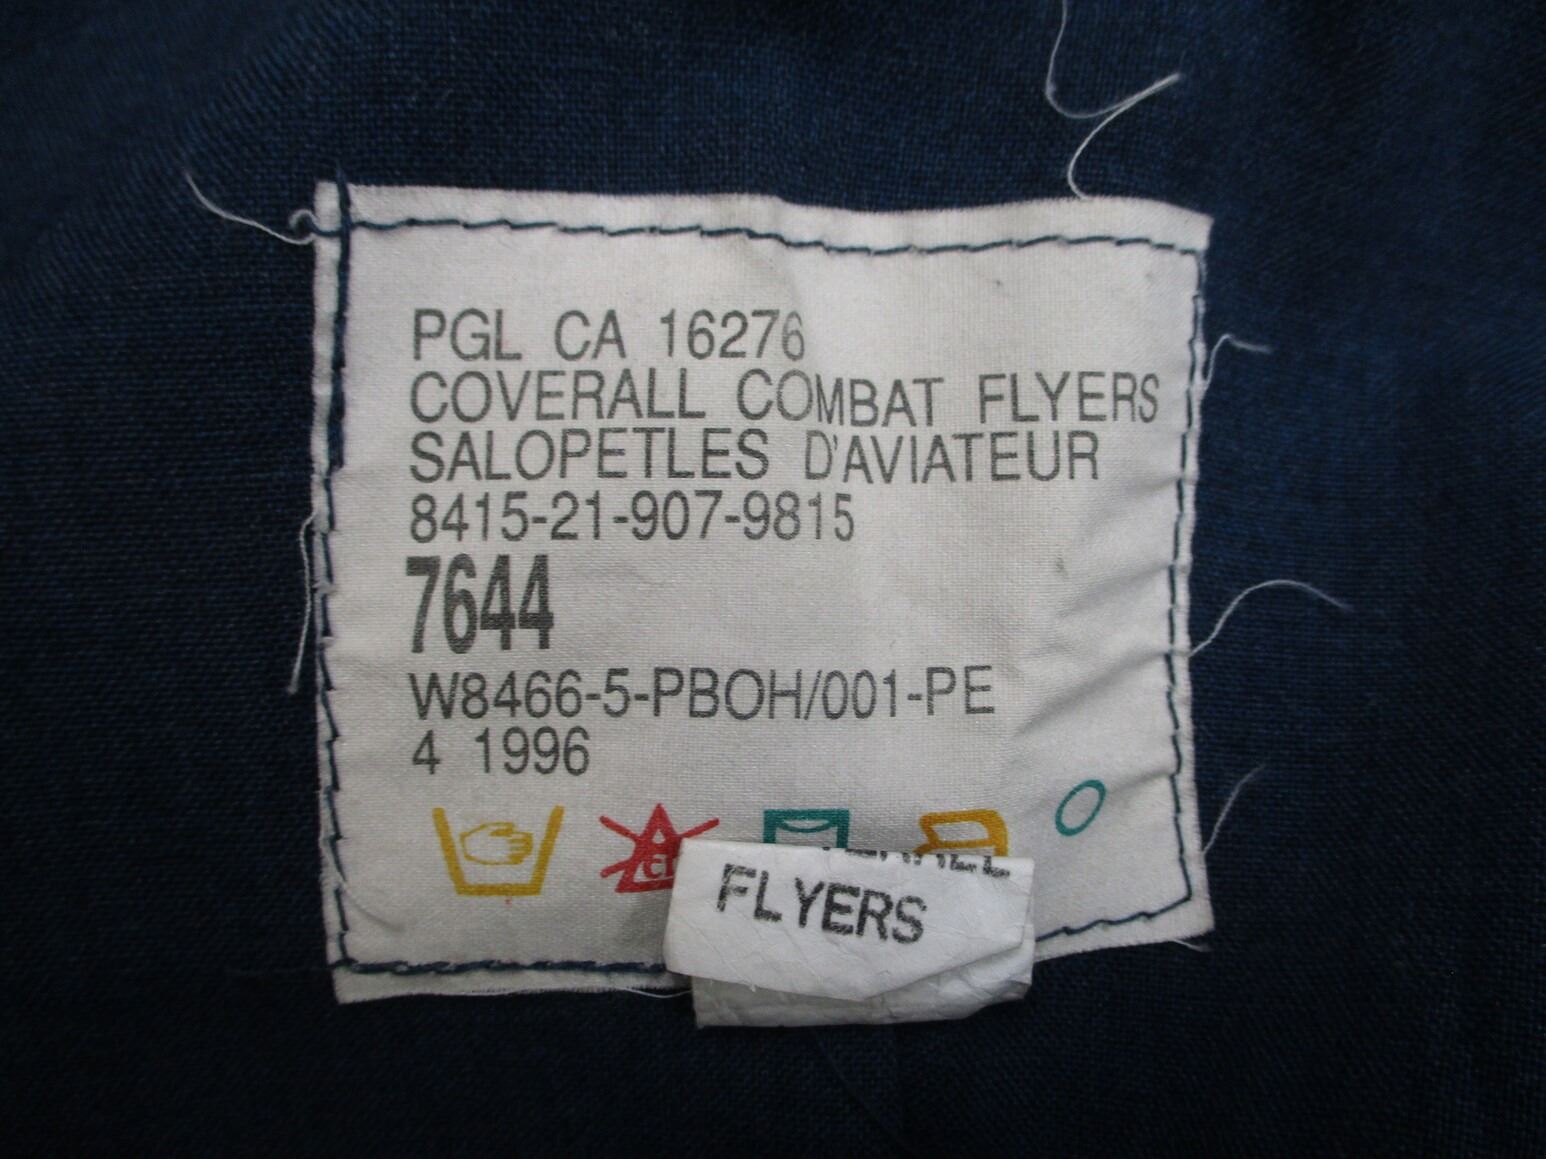 PGL CA 16276
COVERALL COMBAT FLYERS
SALOPETLES D'AVIATEUR
8415-21-907-9815
7644
W8466-5-PBOH/001-PE
4 1996
FLYERS